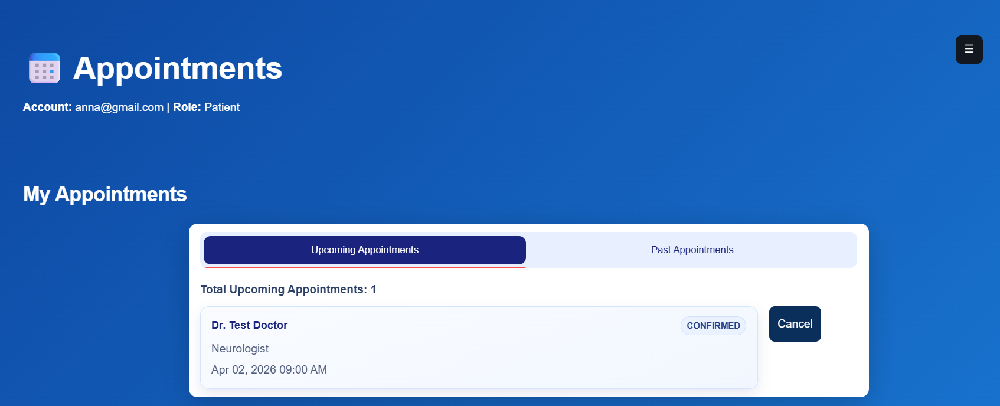 Appointments
Account: anna@gmail.com | Role: Patient
My Appointments
Upcoming Appointments
Past Appointments
Total Upcoming Appointments: 1
Dr. Test Doctor
CONFIRMED
Cancel
Neurologist
Apr 02, 2026 09:00 AM